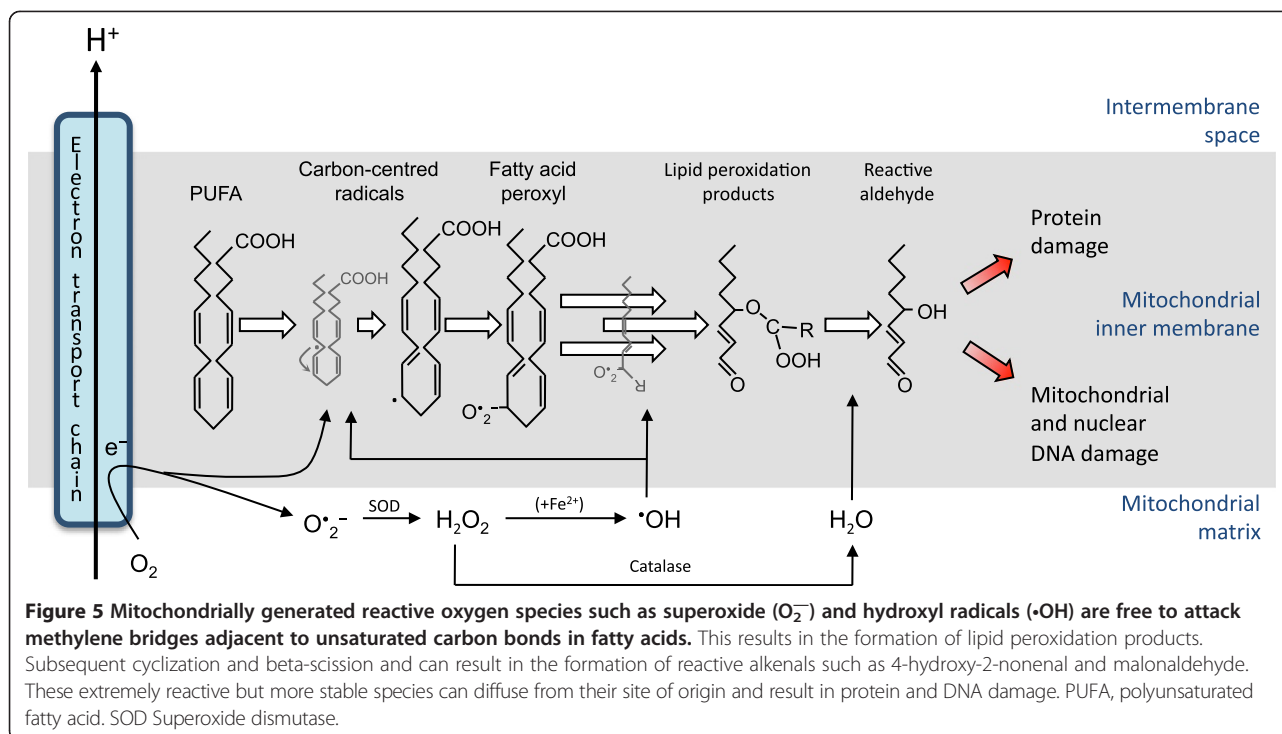 H⁺
Electron transport chain
Intermembrane
space
PUFA
Carbon-centred
radicals
Fatty acid
peroxyl
Lipid peroxidation
products
Reactive
aldehyde
COOH
COOH
COOH
COOH
O•₂⁻
O•₂⁻
R
O
C
R
OOH
O
OH
O
Protein
damage
Mitochondrial
inner membrane
Mitochondrial
and nuclear
DNA damage
e⁻
O₂
O•₂⁻
SOD
H₂O₂
(+Fe²⁺)
•OH
H₂O
Catalase
Mitochondrial
matrix
Figure 5 Mitochondrially generated reactive oxygen species such as superoxide (O₂⁻) and hydroxyl radicals (•OH) are free to attack
methylene bridges adjacent to unsaturated carbon bonds in fatty acids. This results in the formation of lipid peroxidation products.
Subsequent cyclization and beta-scission and can result in the formation of reactive alkenals such as 4-hydroxy-2-nonenal and malonaldehyde.
These extremely reactive but more stable species can diffuse from their site of origin and result in protein and DNA damage. PUFA, polyunsaturated
fatty acid. SOD Superoxide dismutase.